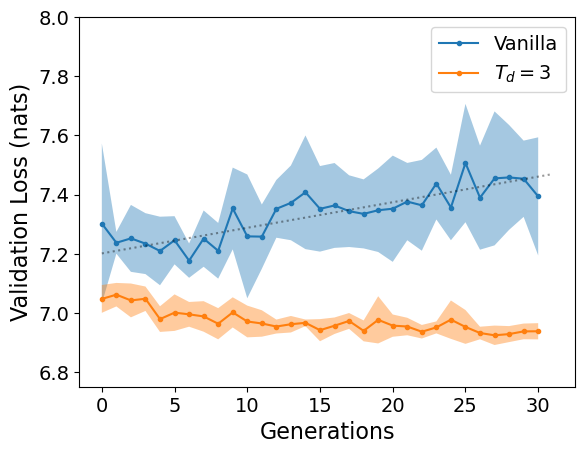 8.0
7.8
7.6
7.4
7.2
7.0
6.8
Validation Loss (nats)
0 5 10 15 20 25 30
Generations
Vanilla
T_d = 3